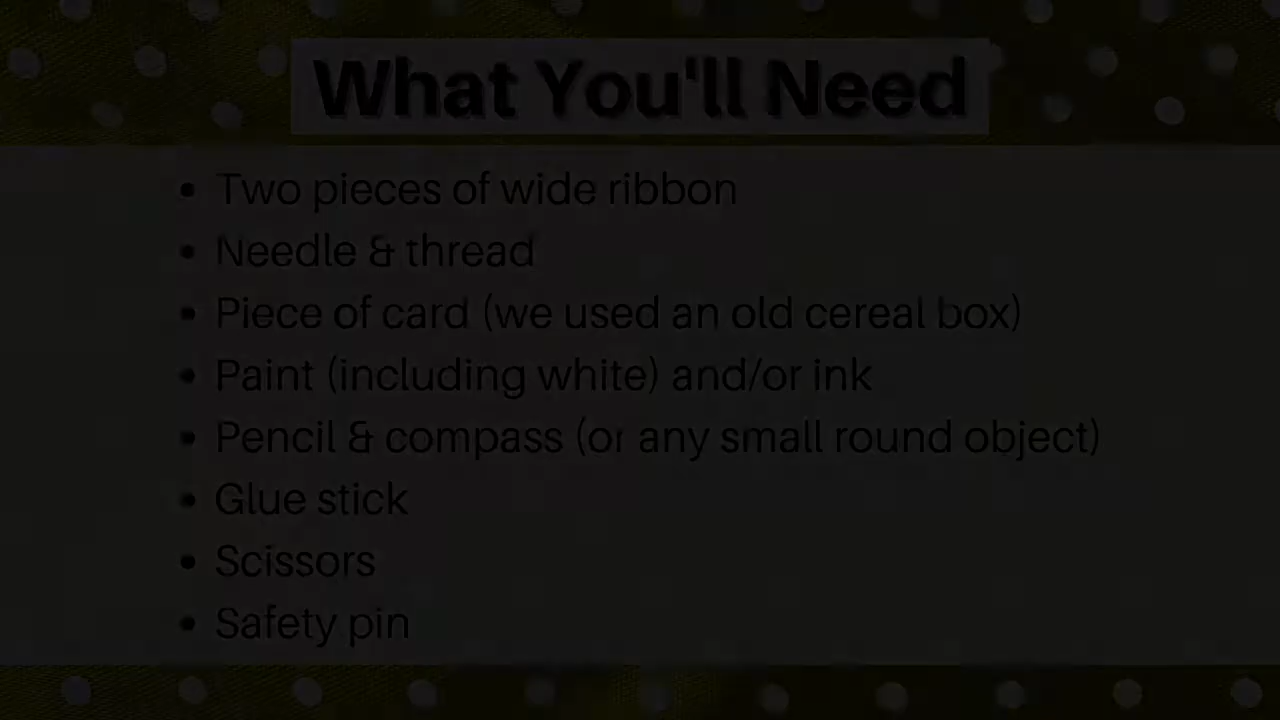 What You'll Need
• Two pieces of wide ribbon
• Needle & thread
• Piece of card (we used an old cereal box)
• Paint (including white) and/or ink
• Pencil & compass (or any small round object)
• Glue stick
• Scissors
• Safety pin